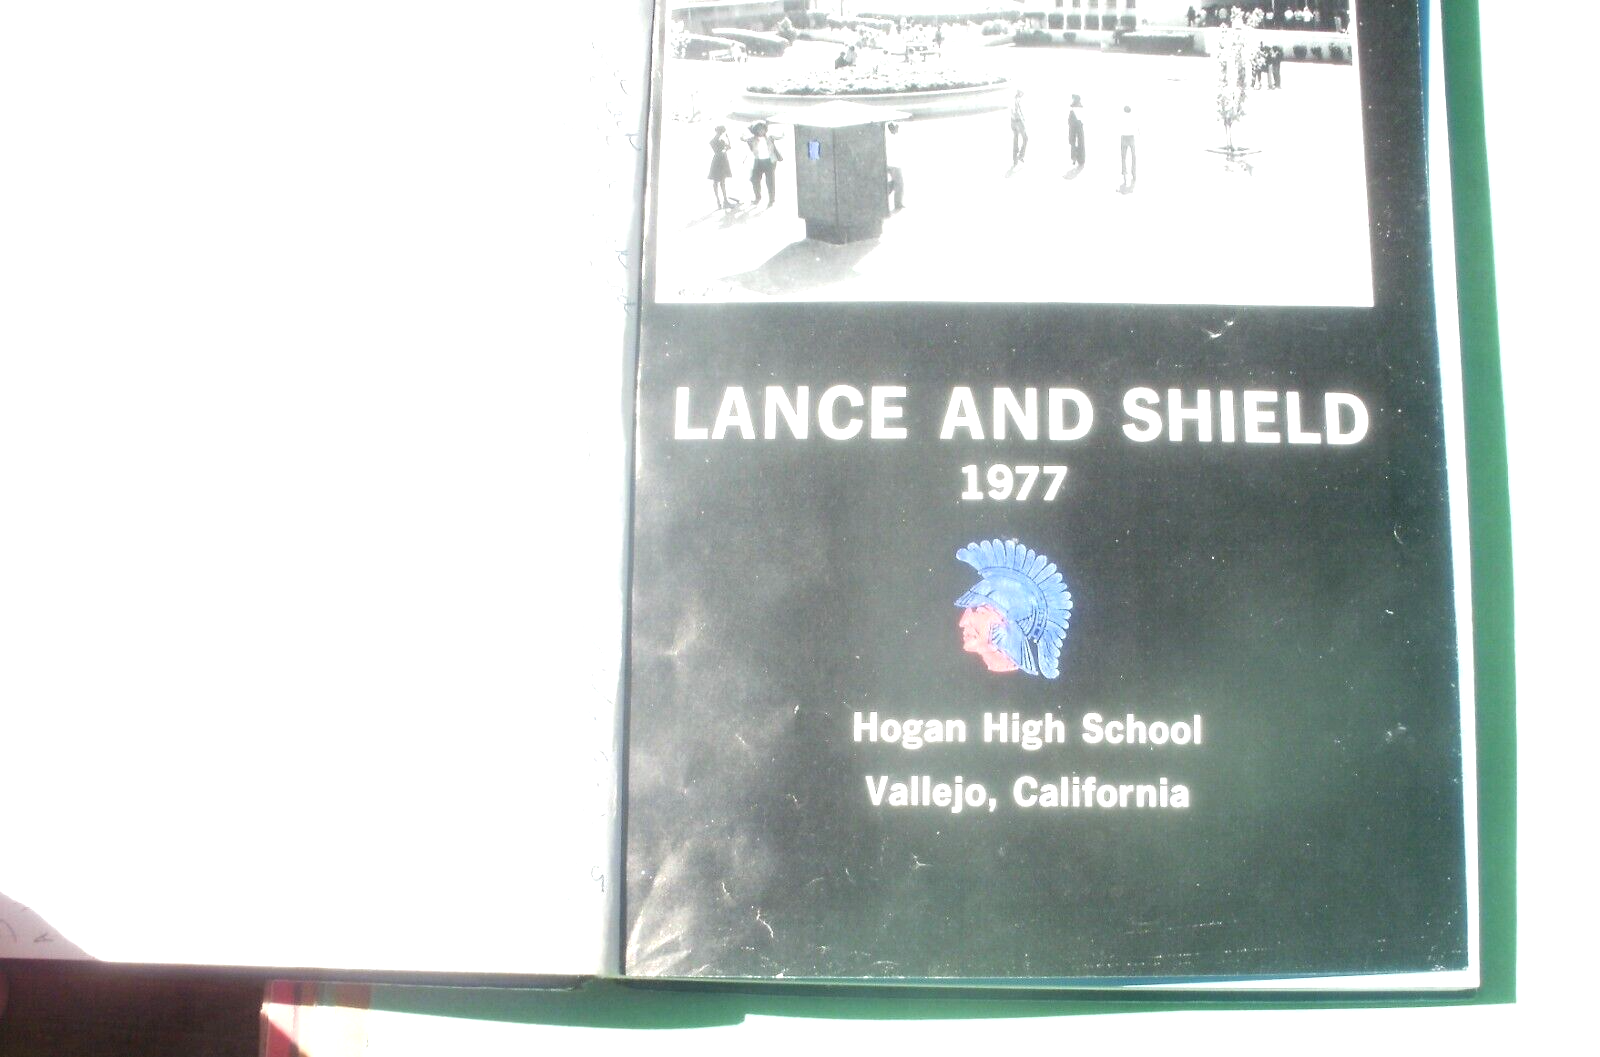 LANCE AND SHIELD
1977
Hogan High School
Vallejo, California